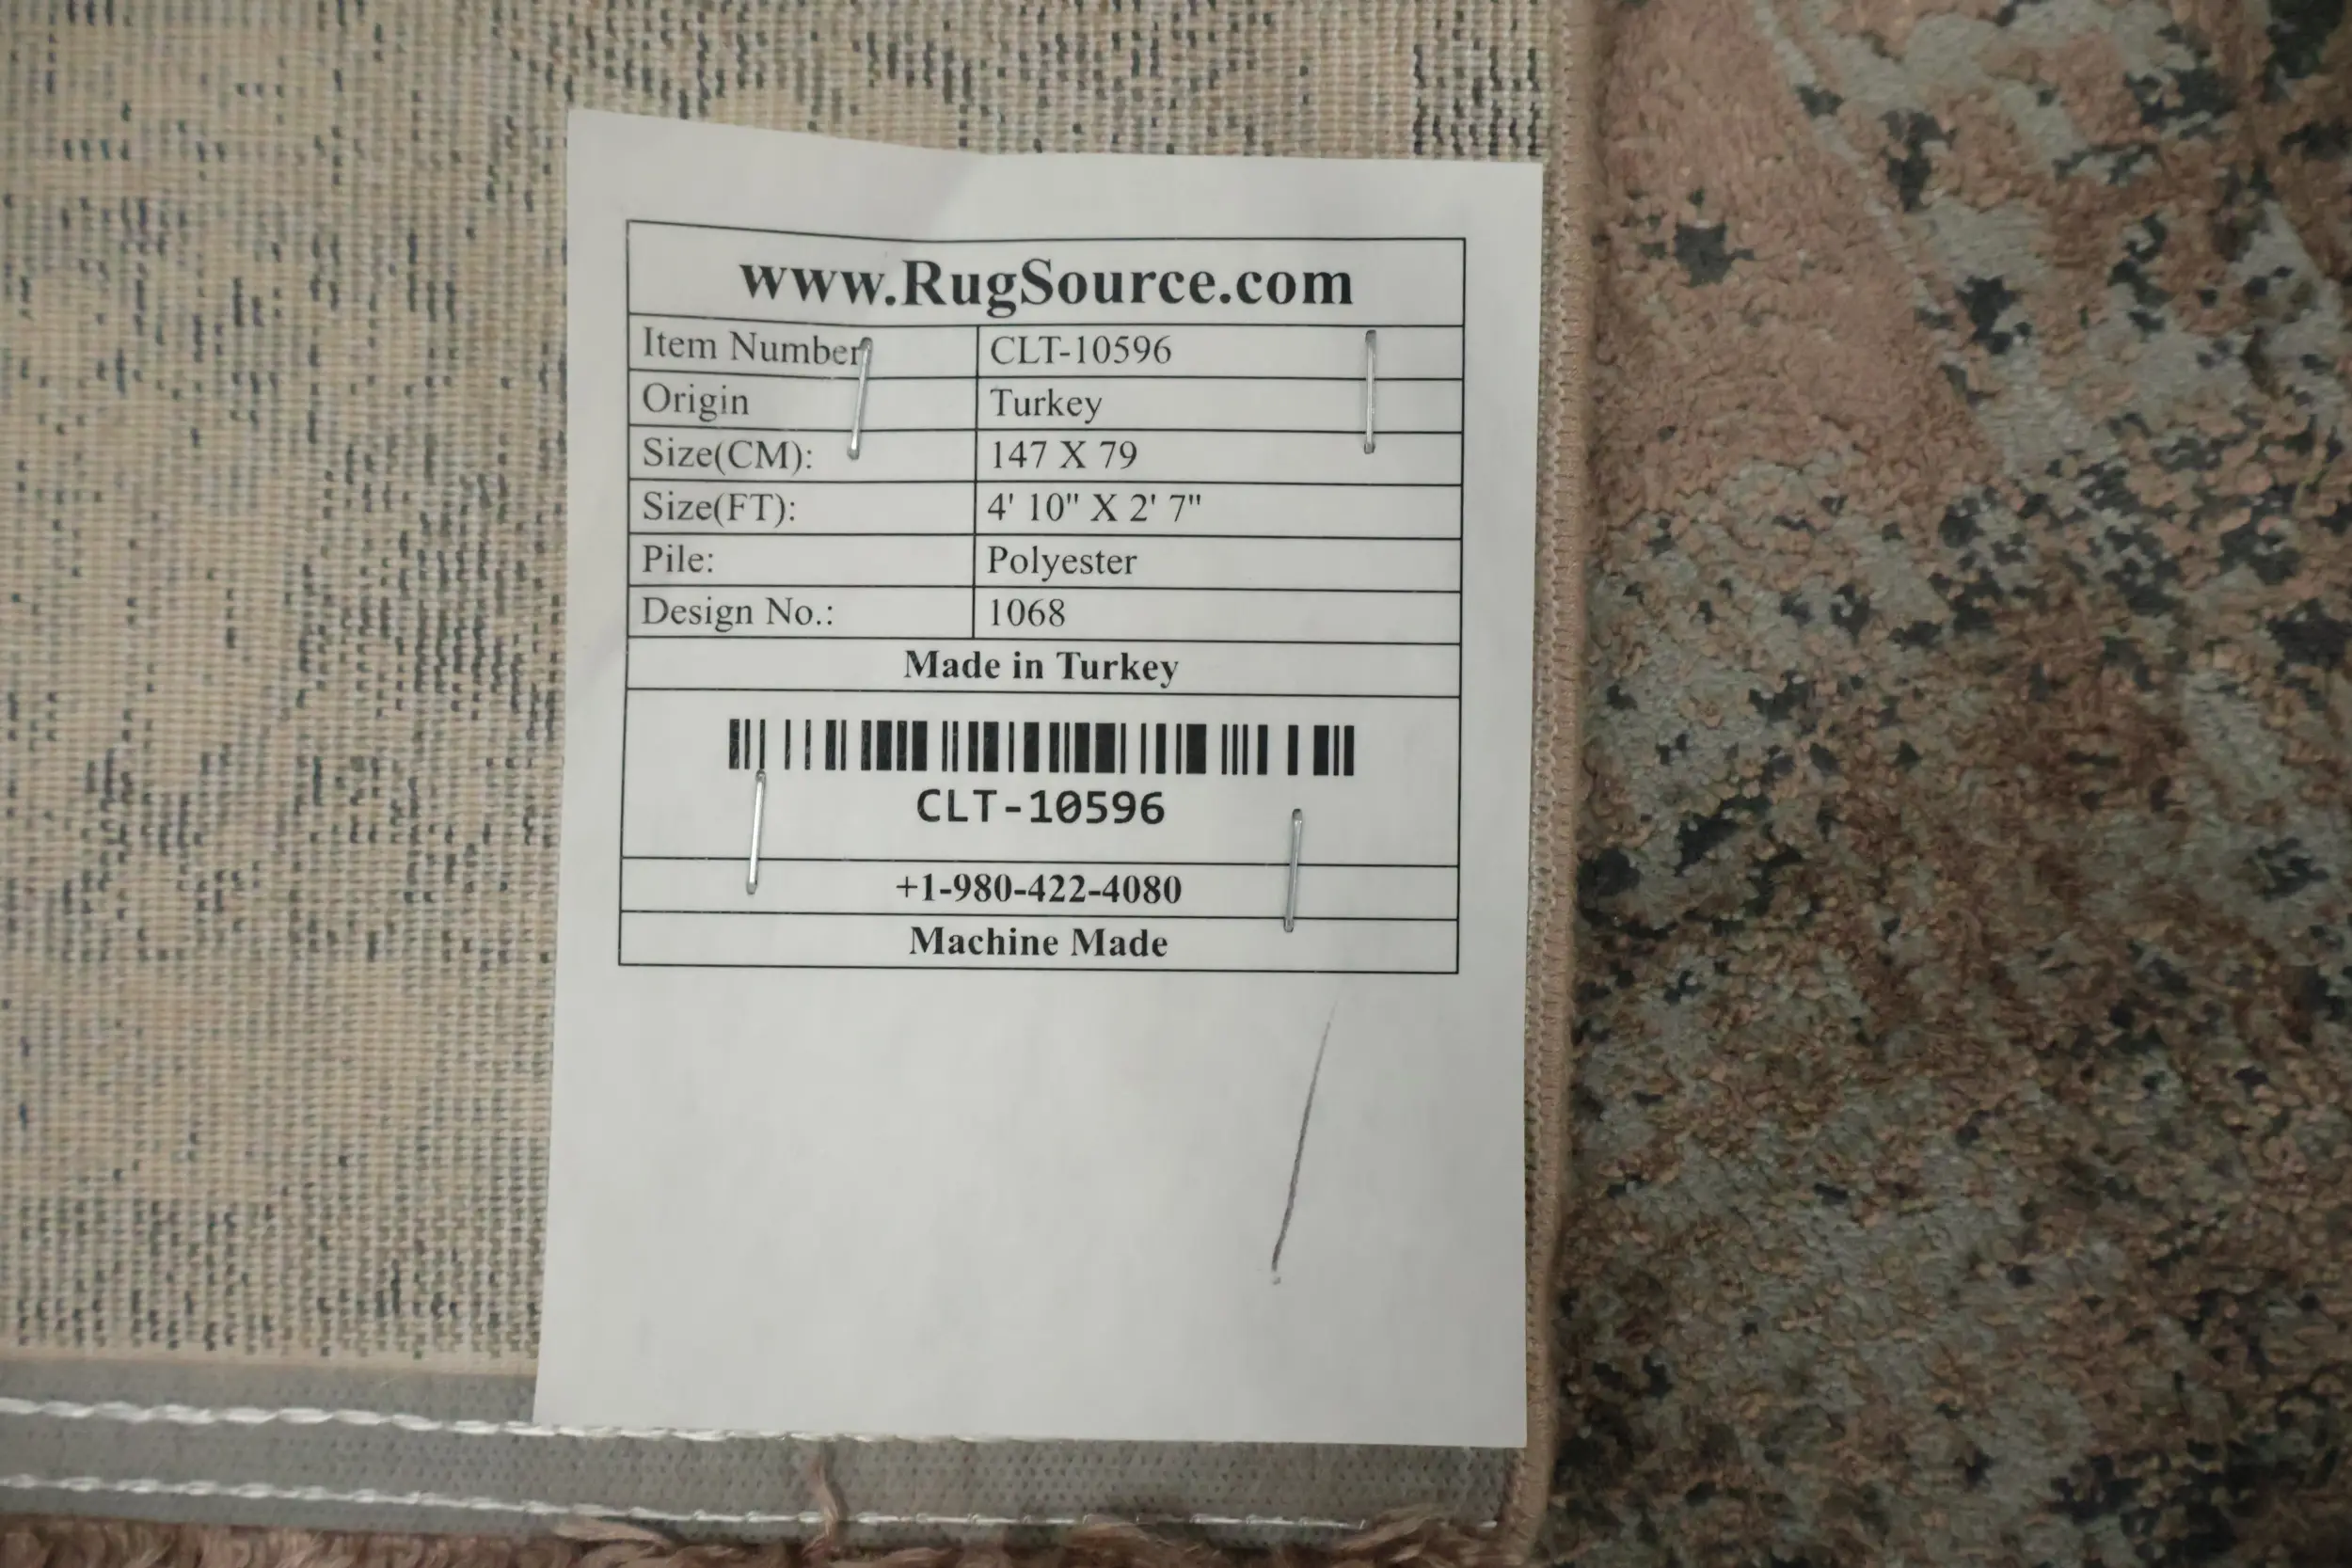 www.RugSource.com
Item Number CLT-10596
Origin Turkey
Size(CM): 147 X 79
Size(FT): 4' 10" X 2' 7"
Pile: Polyester
Design No.: 1068
Made in Turkey
CLT-10596
+1-980-422-4080
Machine Made